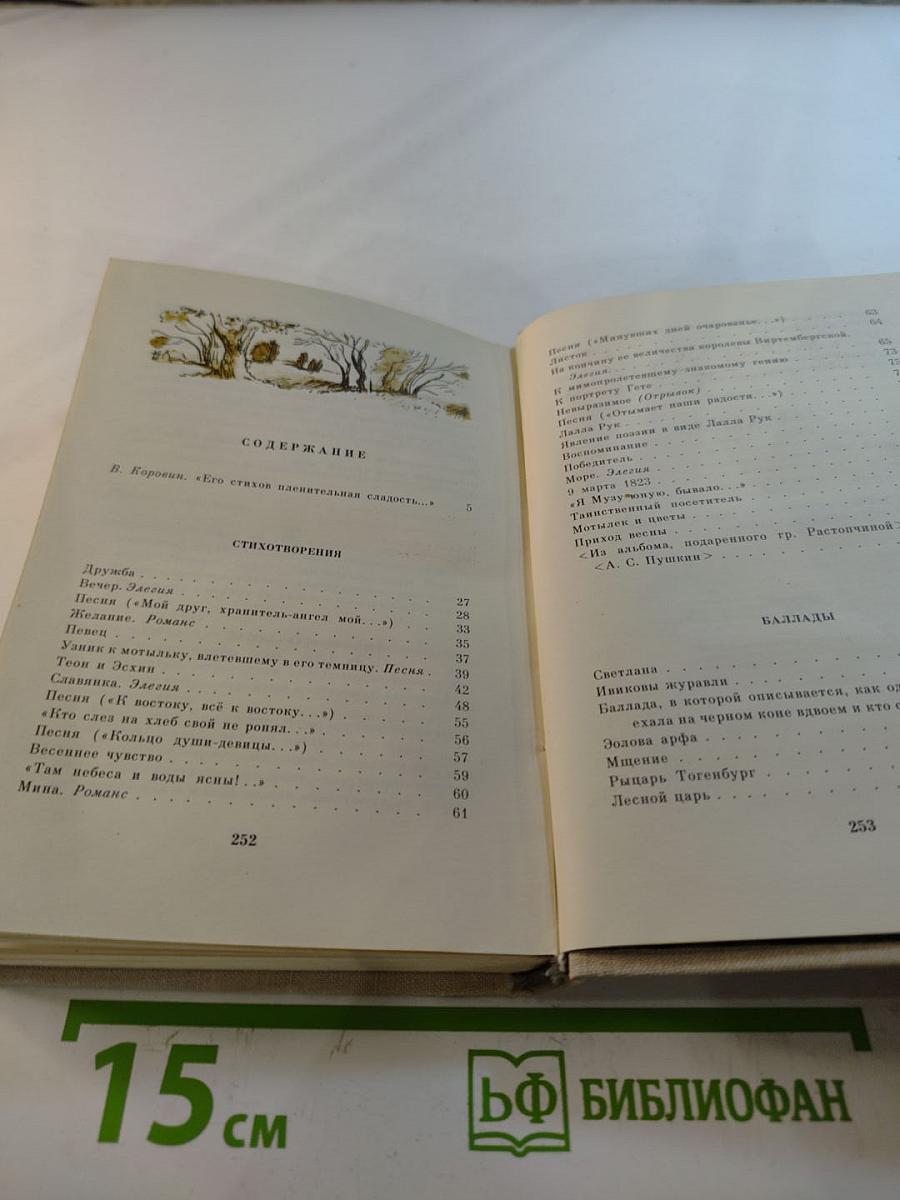 СОДЕРЖАНИЕ
В. Коровин. «Его стихов пленительная сладость...» 5
СТИХОТВОРЕНИЯ
Дружба . . . . . . . . . . . . 27
Вечер. Элегия . . . . . . . . . . . . 28
Песня («Мой друг, хранитель-ангел мой...») . . 33
Желание. Романс . . . . . . . . . . 35
Певец . . . . . . . . . . . . 37
Узник к мотыльку, влетевшему в его темницу. Песня . 39
Теон и Эсхин . . . . . . . . . . . . 42
Славянка. Элегия . . . . . . . . . . 48
Песня («К востоку, всё к востоку...») . . . . 55
«Кто слез на хлеб свой не ронял...» . . . . 56
Песня («Кольцо души-девицы...») . . . . . 57
Весеннее чувство . . . . . . . . . . 59
«Там небеса и воды ясны!..» . . . . . . 60
Мина. Романс . . . . . . . . . . . . 61
252
Песня («Минувших дней очарованье...») 63
Листок . . . . . . . . . . 64
На кончину ее величества королевы Виртембергской.
Элегия . . . . . . . . . . 65
К мимопролетевшему знакомому гению . . . . 73
К портрету Гете . . . . . . . . . .
Невыразимое (Отрывок) . . . . . . . .
Песня («Отымает наши радости...») . . . .
Лалла Рук . . . . . . . . . .
Явление поэзии в виде Лалла Рук . . . .
Воспоминание . . . . . . . . . .
Победитель . . . . . . . . . .
Море. Элегия . . . . . . . . . .
9 марта 1823 . . . . . . . . . .
«Я Музу юную, бывало...» . . . . . .
Таинственный посетитель . . . . . .
Мотылек и цветы . . . . . . . .
Приход весны . . . . . . . . . .
<Из альбома, подаренного гр. Растопчиной>
<А. С. Пушкин> . . . . . . . .
БАЛЛАДЫ
Светлана . . . . . . . . . .
Ивиковы журавли . . . . . . . .
Баллада, в которой описывается, как од
ехала на черном коне вдвоем и кто с
Эолова арфа . . . . . . . .
Мщение . . . . . . . . . .
Рыцарь Тогенбург . . . . . . . .
Лесной царь . . . . . . . . . .
253
15 см
ЬФ БИБЛИОФАН